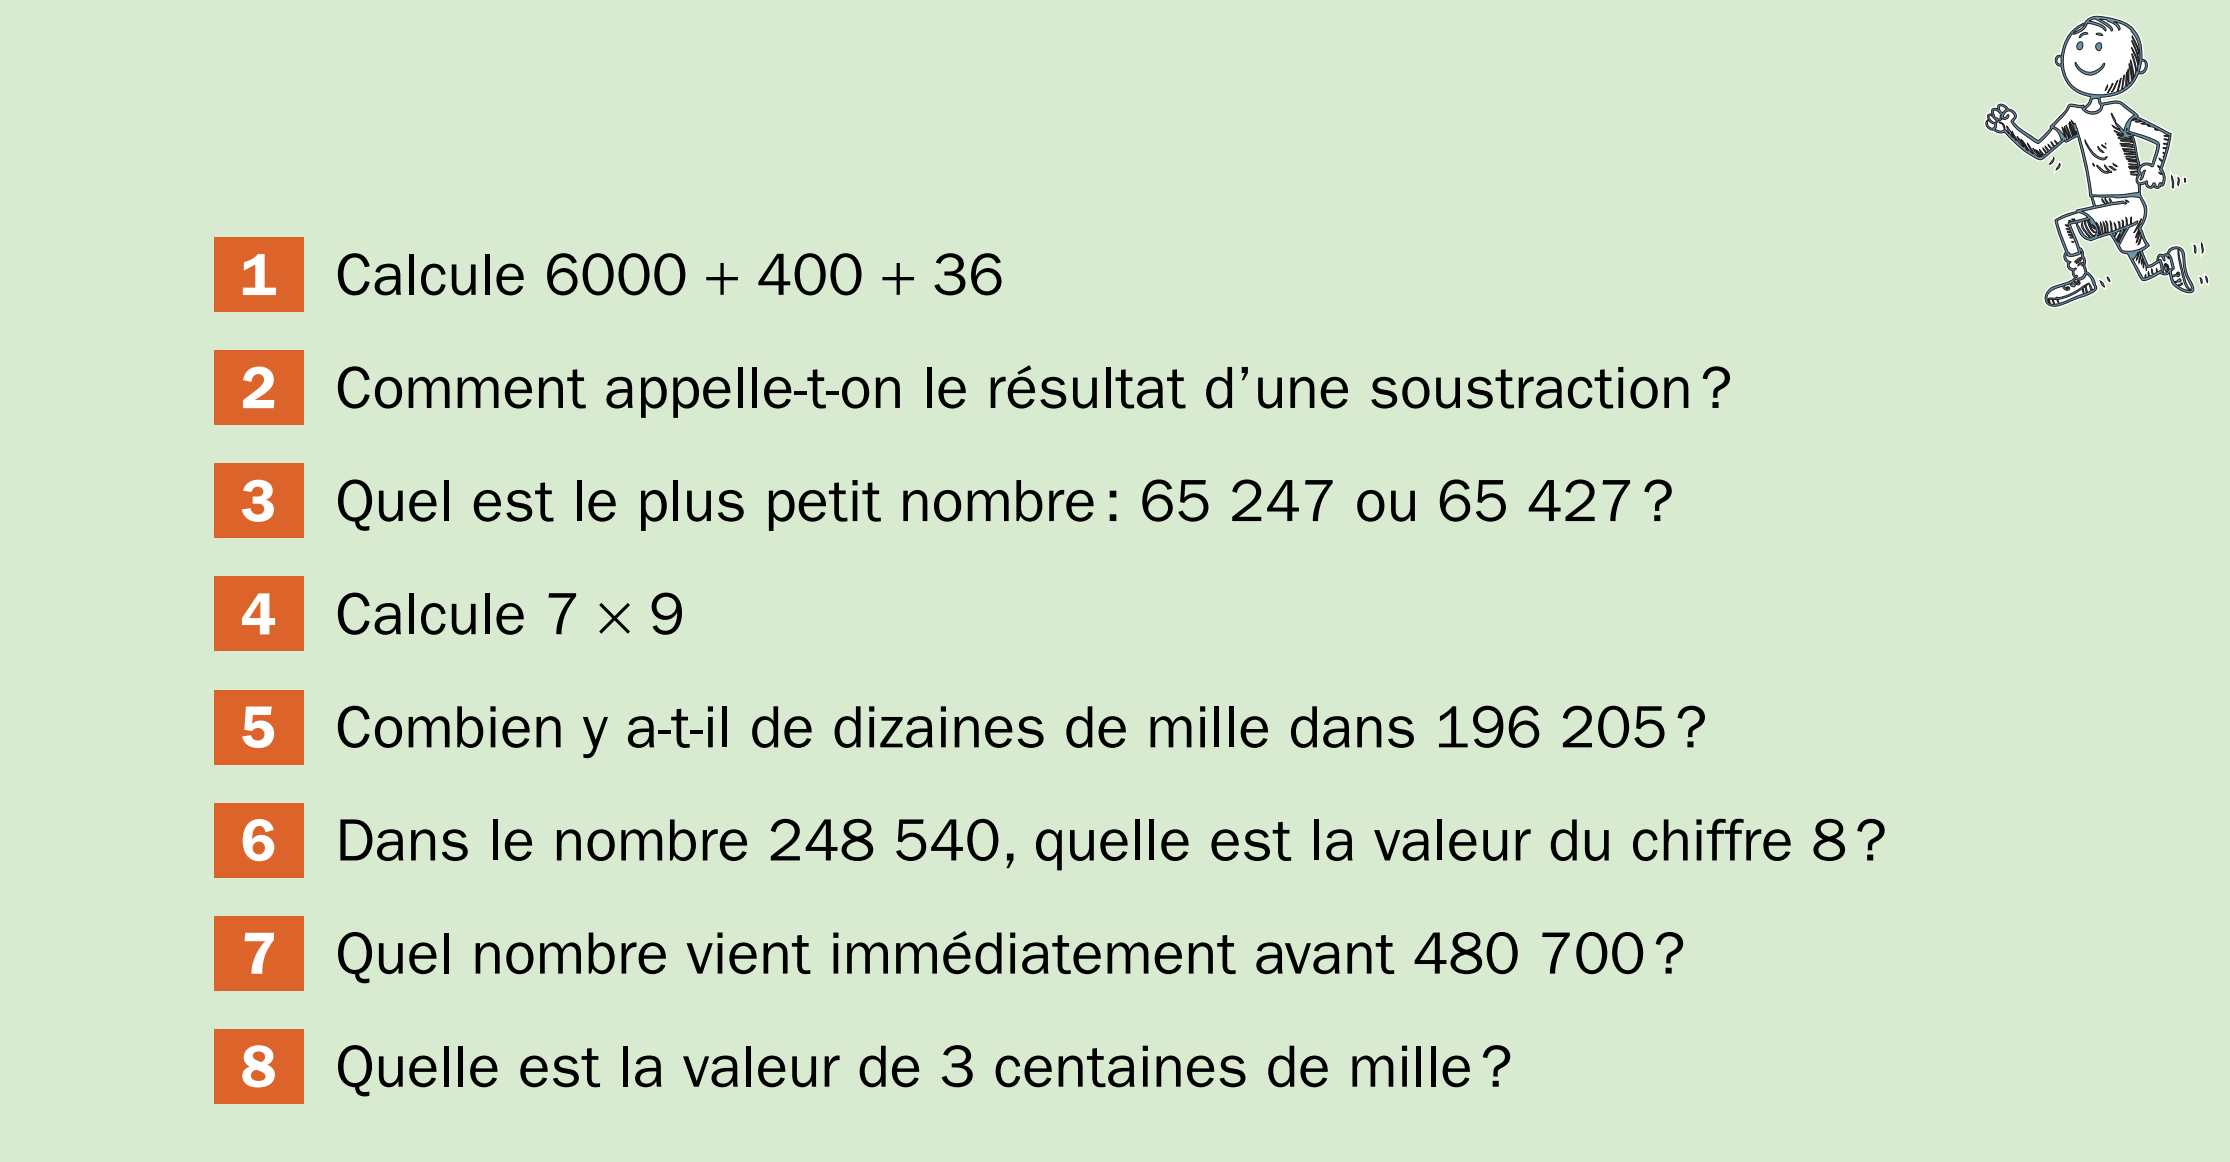 1 Calcule 6000 + 400 + 36
2 Comment appelle-t-on le résultat d’une soustraction ?
3 Quel est le plus petit nombre : 65 247 ou 65 427 ?
4 Calcule 7 × 9
5 Combien y a-t-il de dizaines de mille dans 196 205 ?
6 Dans le nombre 248 540, quelle est la valeur du chiffre 8 ?
7 Quel nombre vient immédiatement avant 480 700 ?
8 Quelle est la valeur de 3 centaines de mille ?